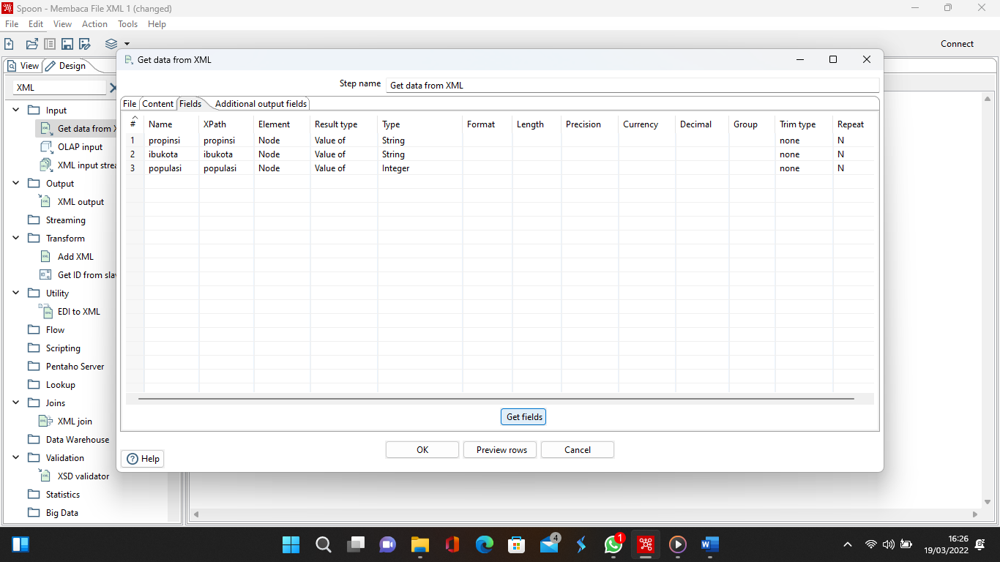 Spoon - Membaca File XML 1 (changed)
File Edit View Action Tools Help
Connect
View Design
XML
Input
Get data from X
OLAP input
XML input strea
Output
XML output
Streaming
Transform
Add XML
Get ID from sla
Utility
EDI to XML
Flow
Scripting
Pentaho Server
Lookup
Joins
XML join
Data Warehouse
Validation
XSD validator
Statistics
Big Data
Get data from XML
Step name Get data from XML
File Content Fields Additional output fields
# Name XPath Element Result type Type Format Length Precision Currency Decimal Group Trim type Repeat
1 propinsi propinsi Node Value of String none N
2 ibukota ibukota Node Value of String none N
3 populasi populasi Node Value of Integer none N
Get fields
OK Preview rows Cancel
Help
4
1
16:26
19/03/2022